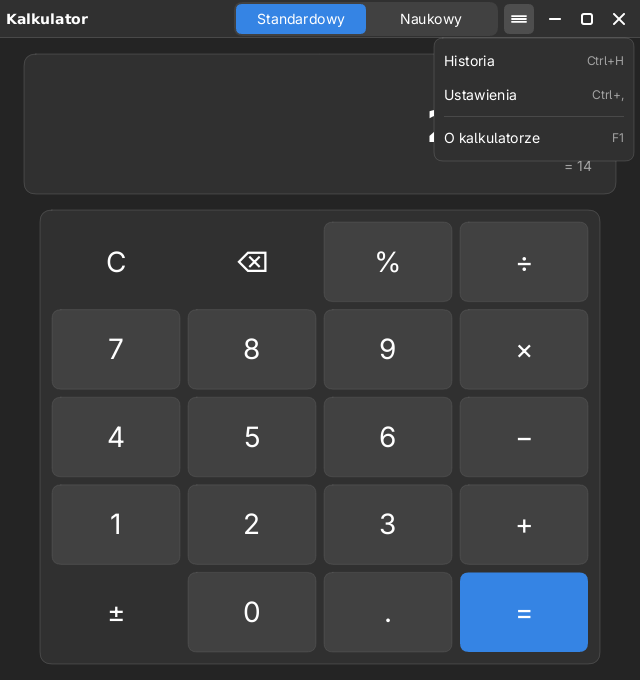 Kalkulator Standardowy Naukowy
Historia Ctrl+H
Ustawienia Ctrl+,
O kalkulatorze F1
= 14
C % ÷
7 8 9 ×
4 5 6 −
1 2 3 +
± 0 . =